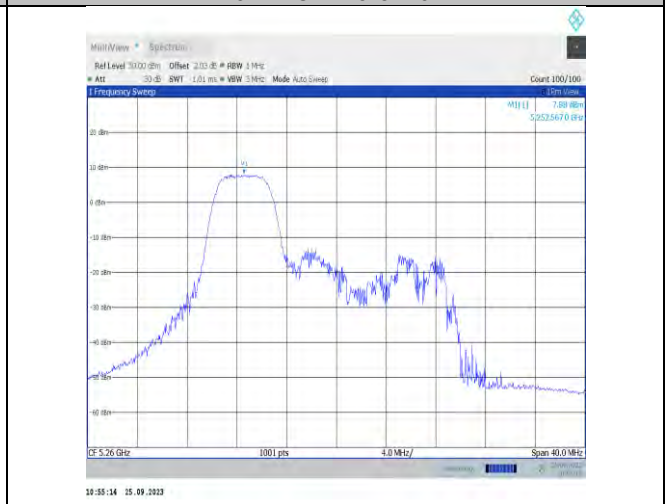 MultiView Spectrum
Ref Level 30.00 dBm Offset 2.03 dB RBW 1 MHz
Att 30 dB SWT 1.01 ms VBW 3 MHz Mode Auto Sweep Count 100/100
1 Frequency Sweep 1Rm View
M1[1] 7.88 dBm
20 dBm
M1
10 dBm
0 dBm
-10 dBm
-20 dBm
-30 dBm
-40 dBm
-50 dBm
-60 dBm
CF 5.26 GHz 1001 pts 4.0 MHz/ Span 40.0 MHz
10:55:14 25.09.2023